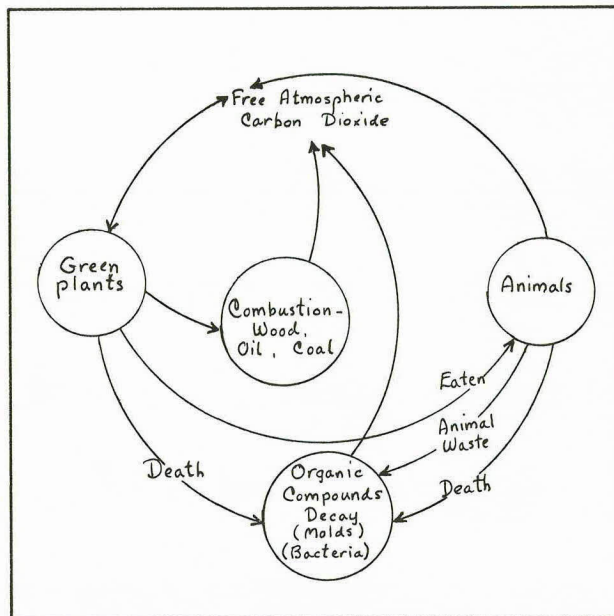 Free Atmospheric
Carbon Dioxide
Green
plants
Combustion-
Wood,
Oil, Coal
Animals
Eaten
Animal
Waste
Death
Death
Organic
Compounds
Decay
(Molds)
(Bacteria)